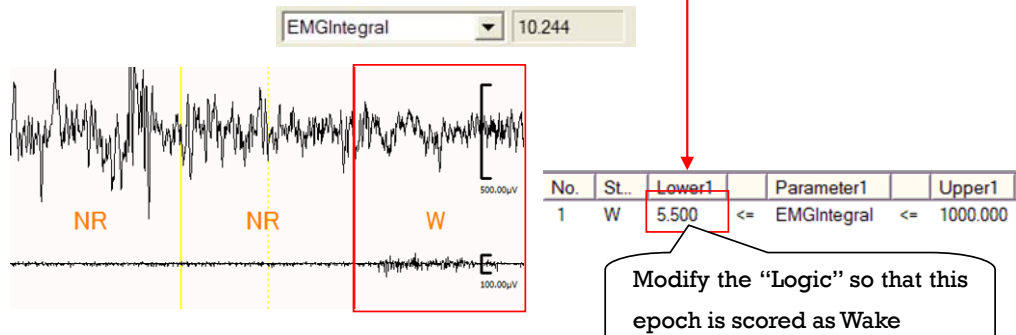 EMGIntegral 10.244
500.00µV
NR NR W
100.00µV
No. St.. Lower1 Parameter1 Upper1
1 W 5.500 <= EMGIntegral <= 1000.000
Modify the “Logic” so that this
epoch is scored as Wake